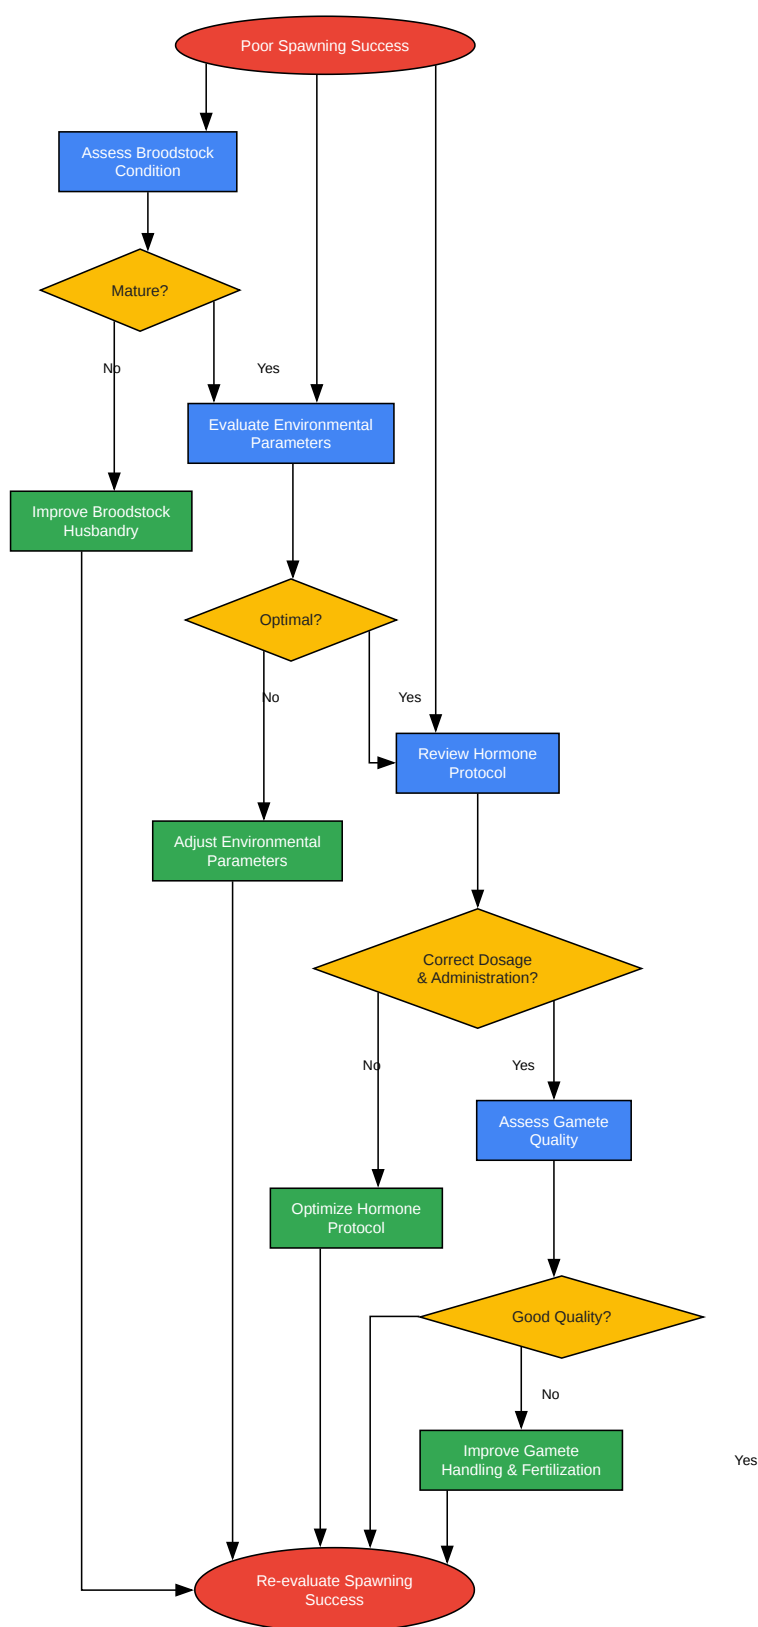 Poor Spawning Success
Assess Broodstock
Condition
Mature?
No
Yes
Evaluate Environmental
Parameters
Improve Broodstock
Husbandry
Optimal?
No
Yes
Review Hormone
Protocol
Adjust Environmental
Parameters
Correct Dosage
& Administration?
No
Yes
Assess Gamete
Quality
Optimize Hormone
Protocol
Good Quality?
No
Improve Gamete
Handling & Fertilization
Yes
Re-evaluate Spawning
Success